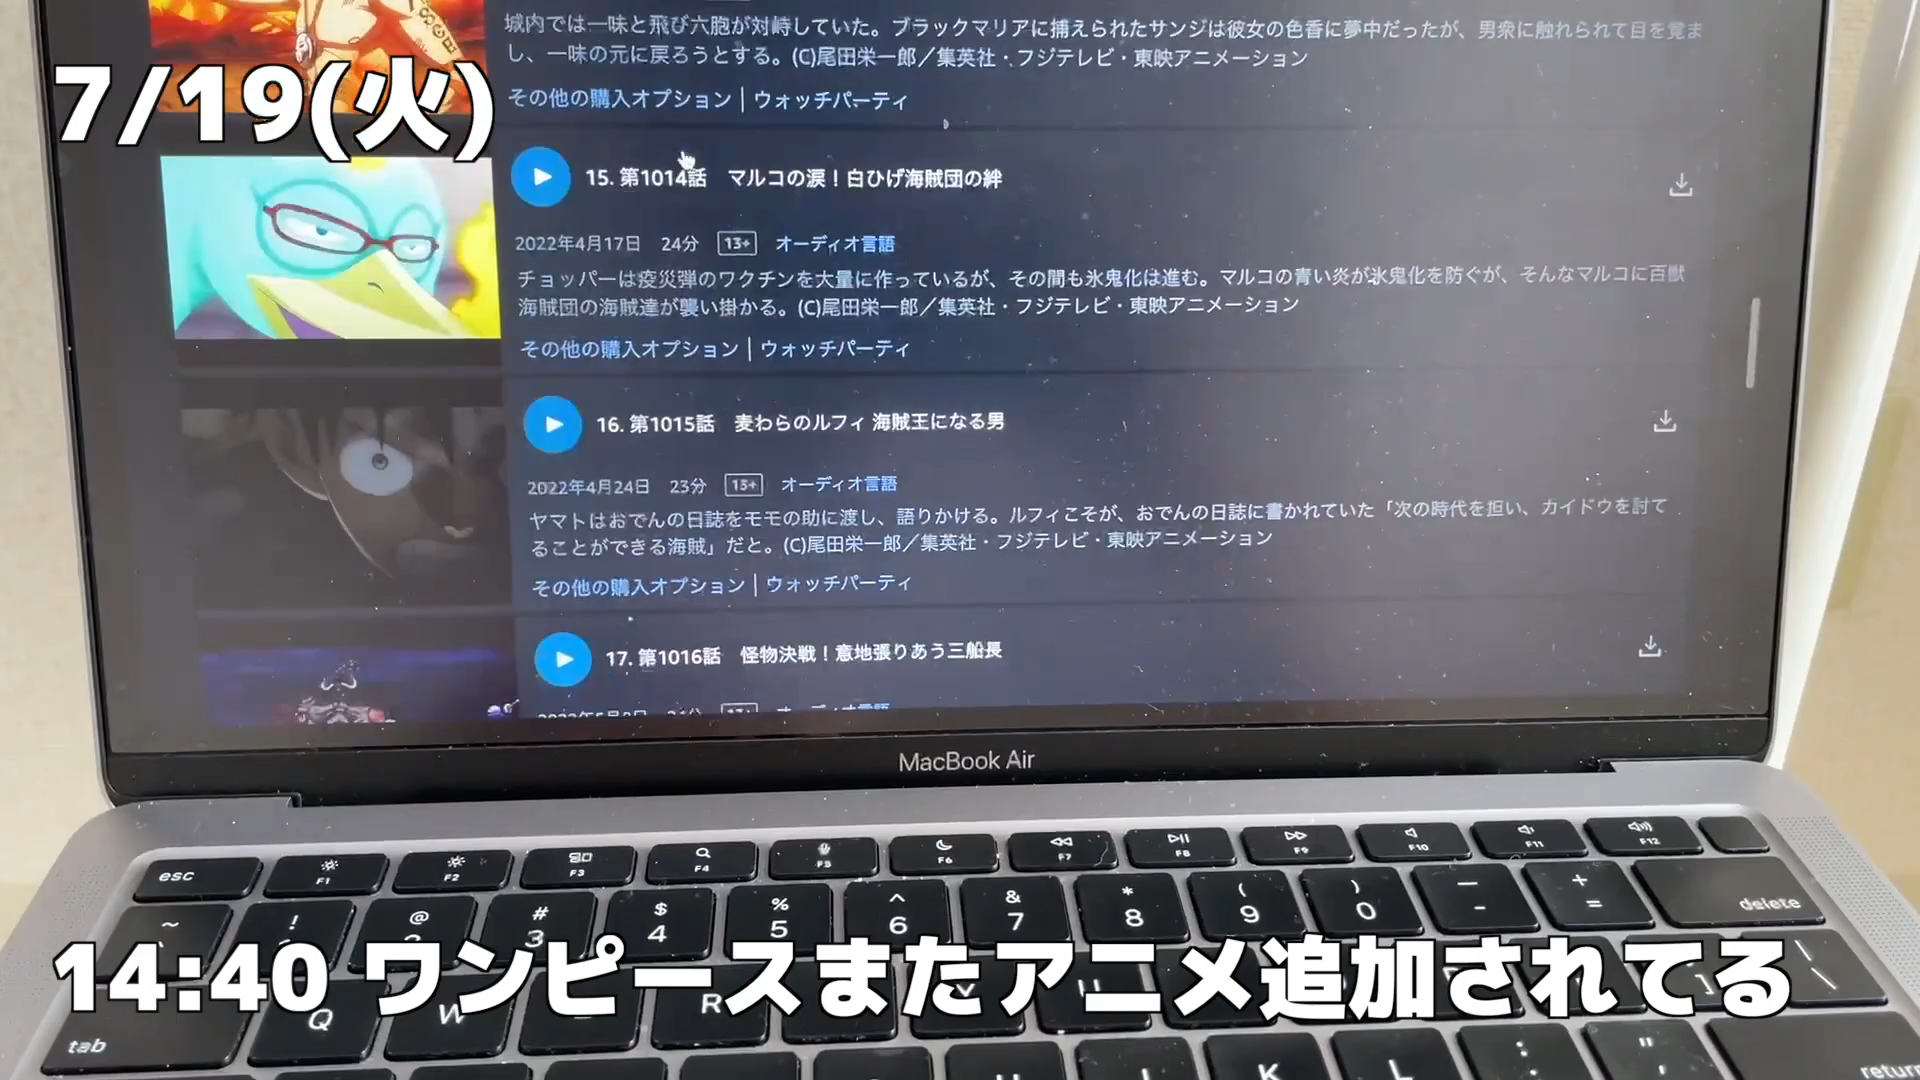 城内では一味と飛び六胞が対峙していた。ブラックマリアに捕えられたサンジは彼女の色香に夢中だったが、男衆に触れられて目を覚ま
し、一味の元に戻ろうとする。(C)尾田栄一郎／集英社・フジテレビ・東映アニメーション
その他の購入オプション | ウォッチパーティ
7/19(火)
15. 第1014話　マルコの涙！白ひげ海賊団の絆
2022年4月17日 24分 13+ オーディオ言語
チョッパーは疫災弾のワクチンを大量に作っているが、その間も氷鬼化は進む。マルコの青い炎が氷鬼化を防ぐが、そんなマルコに百獣
海賊団の海賊達が襲い掛かる。(C)尾田栄一郎／集英社・フジテレビ・東映アニメーション
その他の購入オプション | ウォッチパーティ
16. 第1015話　麦わらのルフィ 海賊王になる男
2022年4月24日 23分 13+ オーディオ言語
ヤマトはおでんの日誌をモモの助に渡し、語りかける。ルフィこそが、おでんの日誌に書かれていた「次の時代を担い、カイドウを討て
ることができる海賊」だと。(C)尾田栄一郎／集英社・フジテレビ・東映アニメーション
その他の購入オプション | ウォッチパーティ
17. 第1016話　怪物決戦！意地張りあう三船長
MacBook Air
esc F1 F2 F3 F4 F5 F6 F7 F8 F9 F10 F11 F12
~ ! @ # 3 $ 4 % 5 ^ 6 & 7 * 8 ( 9 ) 0 — - + = delete
14:40 ワンピースまたアニメ追加されてる
tab Q W R U ] | \
K L : " return